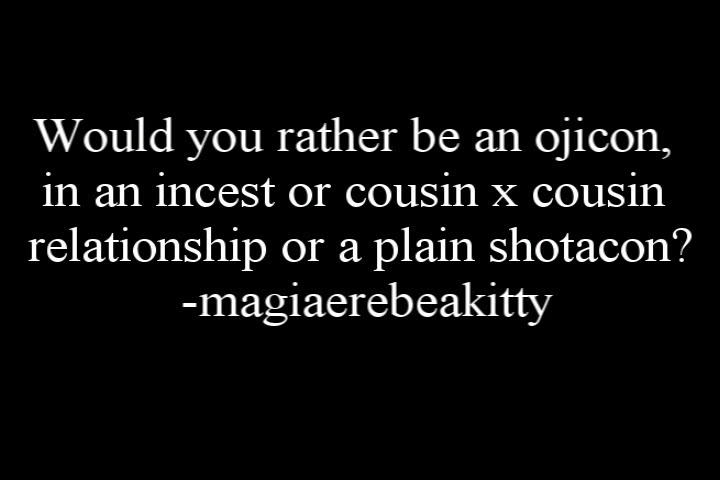 Would you rather be an ojicon,
in an incest or cousin x cousin
relationship or a plain shotacon?
-magiaerebeakitty